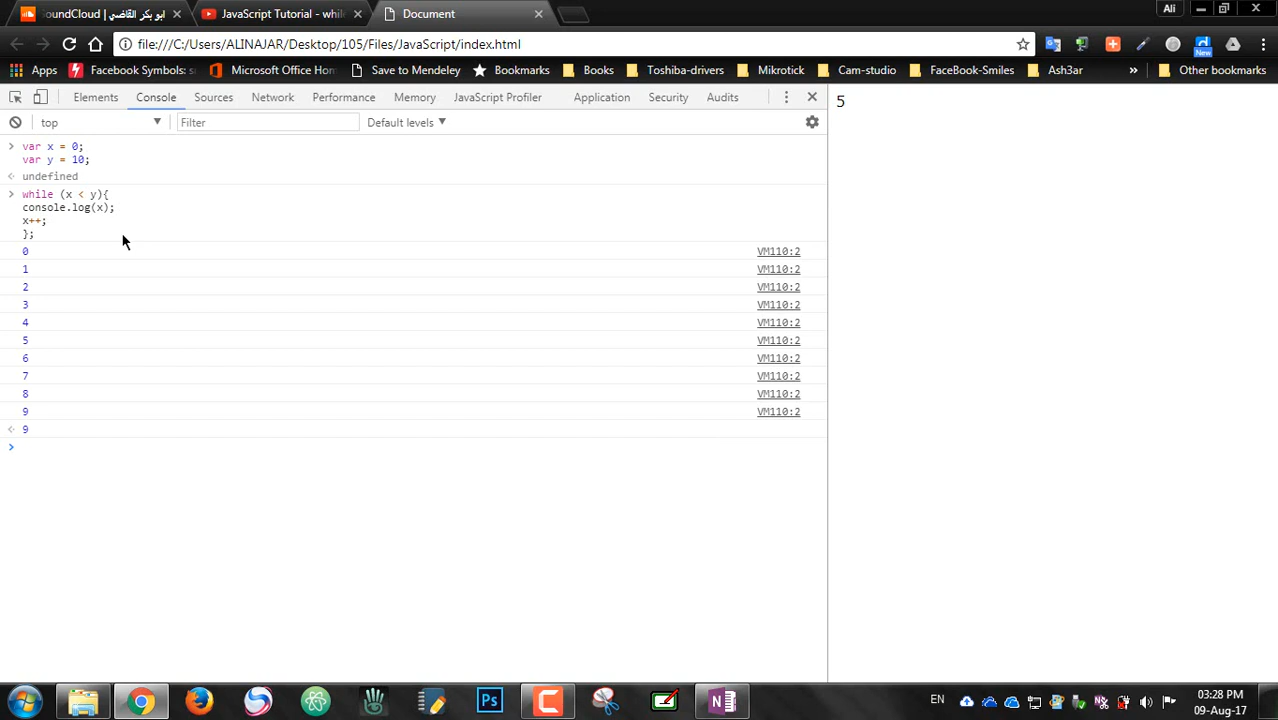 ابو بكر القاضي | SoundCloud
JavaScript Tutorial - whil
Document
Ali
file:///C:/Users/ALINAJAR/Desktop/105/Files/JavaScript/index.html
New
Apps
Facebook Symbols: s
Microsoft Office Hom
Save to Mendeley
Bookmarks
Books
Toshiba-drivers
Mikrotick
Cam-studio
FaceBook-Smiles
Ash3ar
»
Other bookmarks
Elements
Console
Sources
Network
Performance
Memory
JavaScript Profiler
Application
Security
Audits
top
Filter
Default levels
5
var x = 0;
var y = 10;
undefined
while (x < y){
console.log(x);
x++;
};
0 VM110:2
1 VM110:2
2 VM110:2
3 VM110:2
4 VM110:2
5 VM110:2
6 VM110:2
7 VM110:2
8 VM110:2
9 VM110:2
9
Ps
N
EN
03:28 PM
09-Aug-17